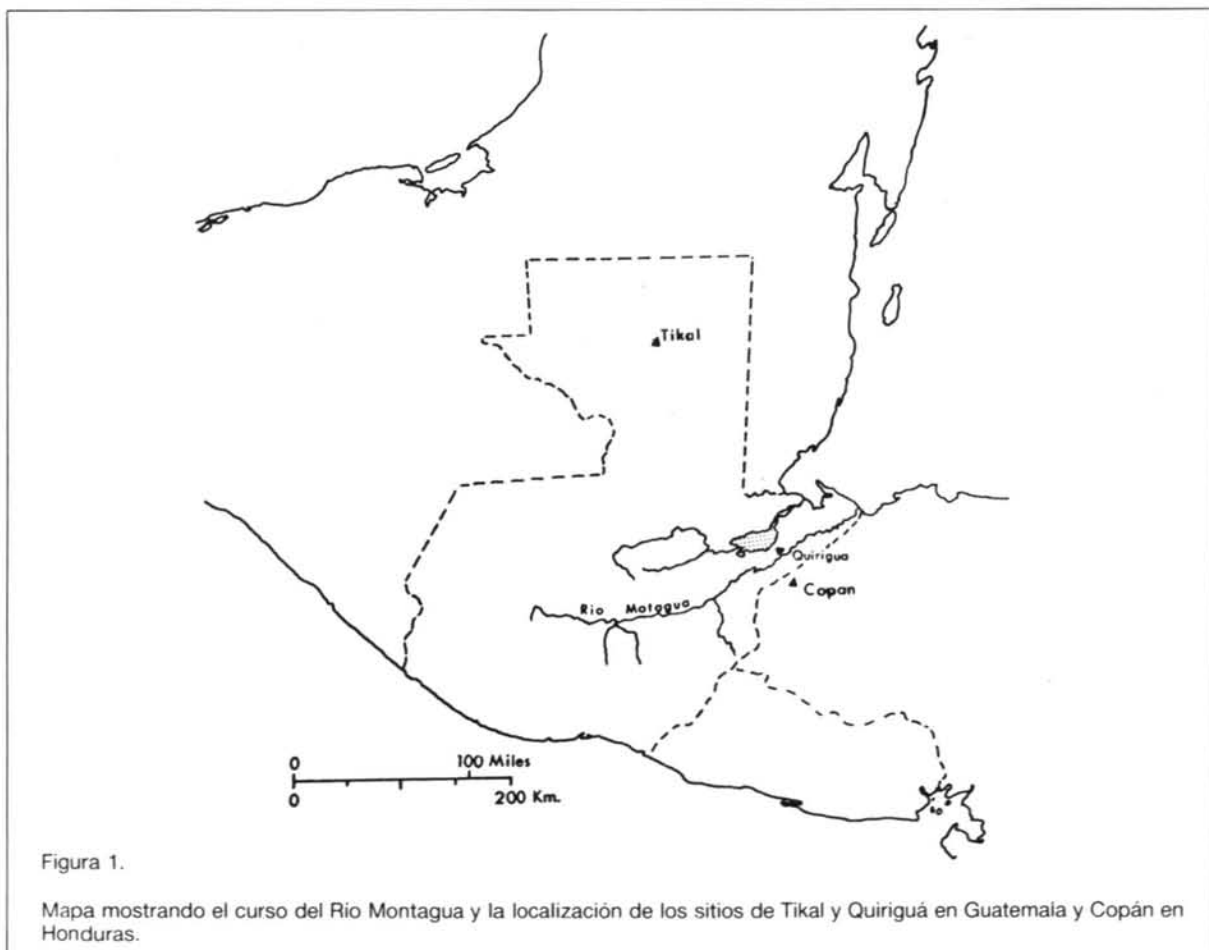 Tikal
Quirigua
Copan
Rio Motagua
0 100 Miles
0 200 Km.
Figura 1.
Mapa mostrando el curso del Río Montagua y la localización de los sitios de Tikal y Quiriguá en Guatemala y Copán en
Honduras.